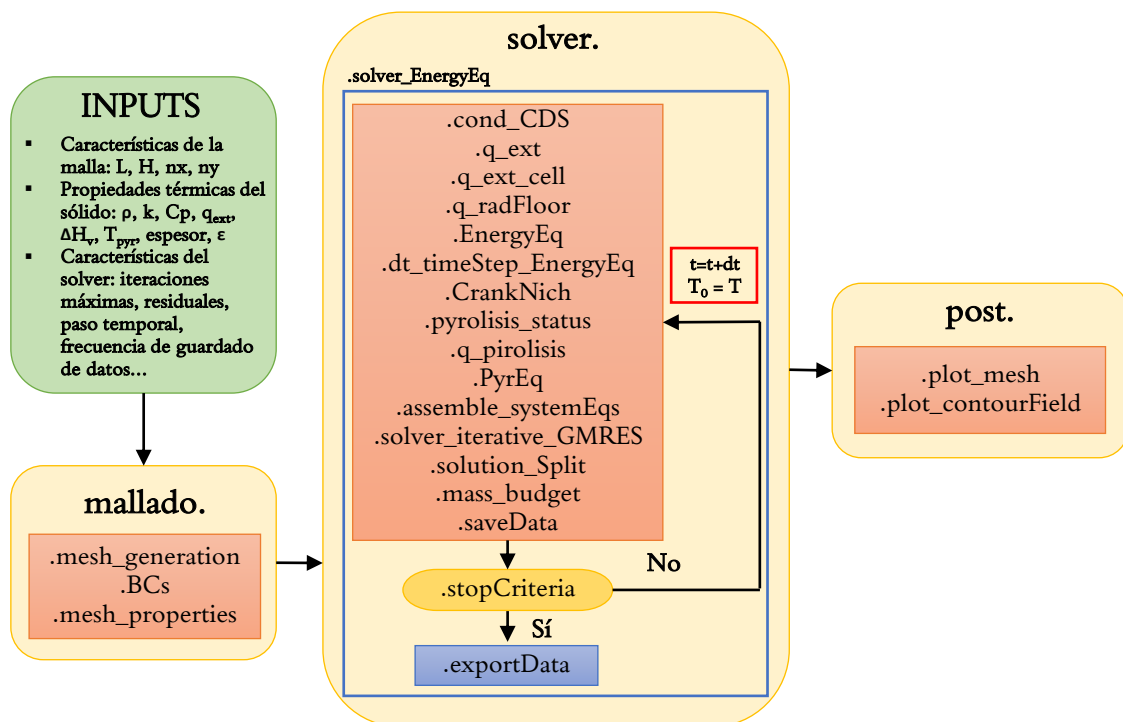 INPUTS
▪ Características de la
malla: L, H, nx, ny
▪ Propiedades térmicas del
sólido: ρ, k, Cp, qext,
ΔHv, Tpyr, espesor, ε
▪ Características del
solver: iteraciones
máximas, residuales,
paso temporal,
frecuencia de guardado
de datos...
mallado.
.mesh_generation
.BCs
.mesh_properties
solver.
.solver_EnergyEq
.cond_CDS
.q_ext
.q_ext_cell
.q_radFloor
.EnergyEq
.dt_timeStep_EnergyEq
.CrankNich
.pyrolisis_status
.q_pirolisis
.PyrEq
.assemble_systemEqs
.solver_iterative_GMRES
.solution_Split
.mass_budget
.saveData
t=t+dt
T0 = T
No
.stopCriteria
Sí
.exportData
post.
.plot_mesh
.plot_contourField